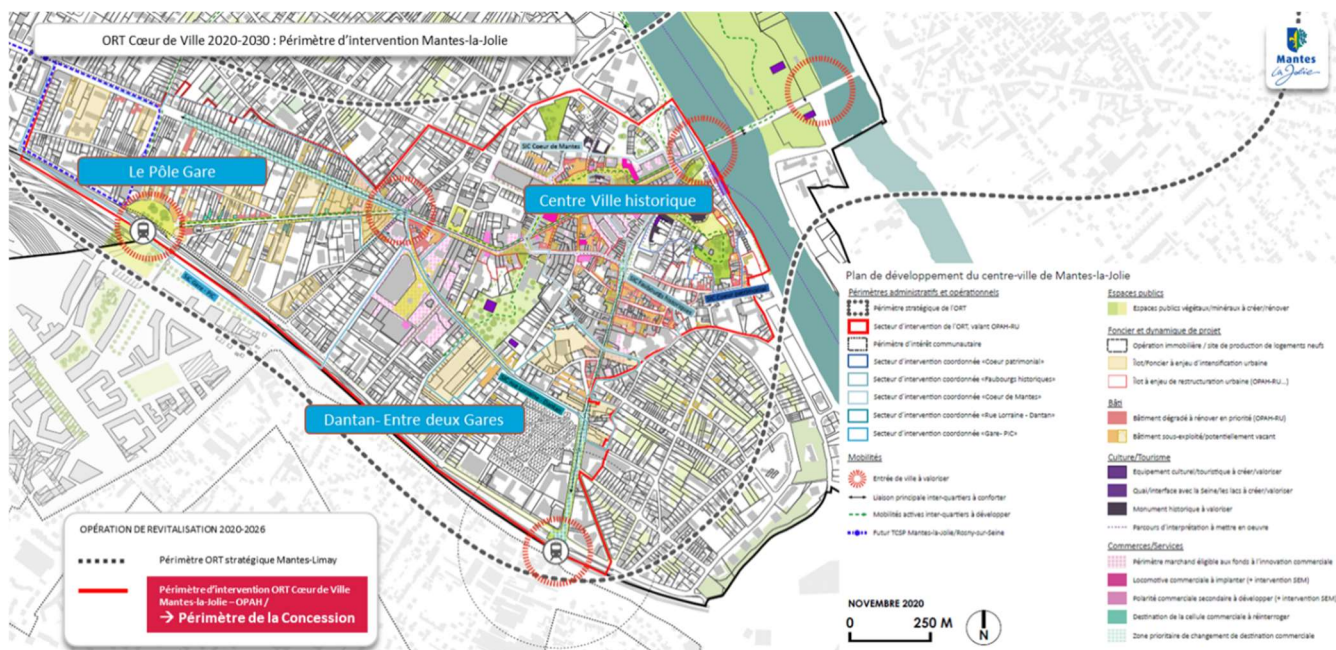 ORT Cœur de Ville 2020-2030 : Périmètre d'intervention Mantes-la-Jolie
Mantes
la Jolie
Le Pôle Gare
SIC Coeur de Mantes
Centre Ville historique
Dantan- Entre deux Gares
OPÉRATION DE REVITALISATION 2020-2026
Périmètre ORT stratégique Mantes-Limay
Périmètre d'intervention ORT Cœur de Ville
Mantes-la-Jolie – OPAH /
→ Périmètre de la Concession
Plan de développement du centre-ville de Mantes-la-Jolie
Périmètres administratifs et opérationnels
Périmètre stratégique de l'ORT
Secteur d'intervention de l'ORT, valant OPAH-RU
Périmètre d'intérêt communautaire
Secteur d'intervention coordonnée «Coeur patrimonial»
Secteur d'intervention coordonnée «Faubourgs historiques»
Secteur d'intervention coordonnée «Coeur de Mantes»
Secteur d'intervention coordonnée «Rue Lorraine - Dantan»
Secteur d'intervention coordonnée «Gare- PIC»
Mobilités
Entrée de ville à valoriser
Liaison principale inter-quartiers à conforter
Mobilités actives inter-quartiers à développer
Futur TCSP Mantes-la-Jolie/Rosny-sur-Seine
NOVEMBRE 2020
0 250 M
N
Espaces publics
Espaces publics végétaux/minéraux à créer/rénover
Foncier et dynamique de projet
Opération immobilière / site de production de logements neufs
Îlot/Foncier à enjeu d'intensification urbaine
Îlot à enjeu de restructuration urbaine (OPAH-RU...)
Bâti
Bâtiment dégradé à rénover en priorité (OPAH-RU)
Bâtiment sous-exploité/potentiellement vacant
Culture/Tourisme
Equipement culturel/touristique à créer/valoriser
Quai/interface avec la Seine/les lacs à créer/valoriser
Monument historique à valoriser
Parcours d'interprétation à mettre en oeuvre
Commerces/Services
Périmètre marchand éligible aux fonds à l'innovation commerciale
Locomotive commerciale à implanter (+ intervention SEM)
Polarité commerciale secondaire à développer (+ intervention SEM)
Destination de la cellule commerciale à réinterroger
Zone prioritaire de changement de destination commerciale